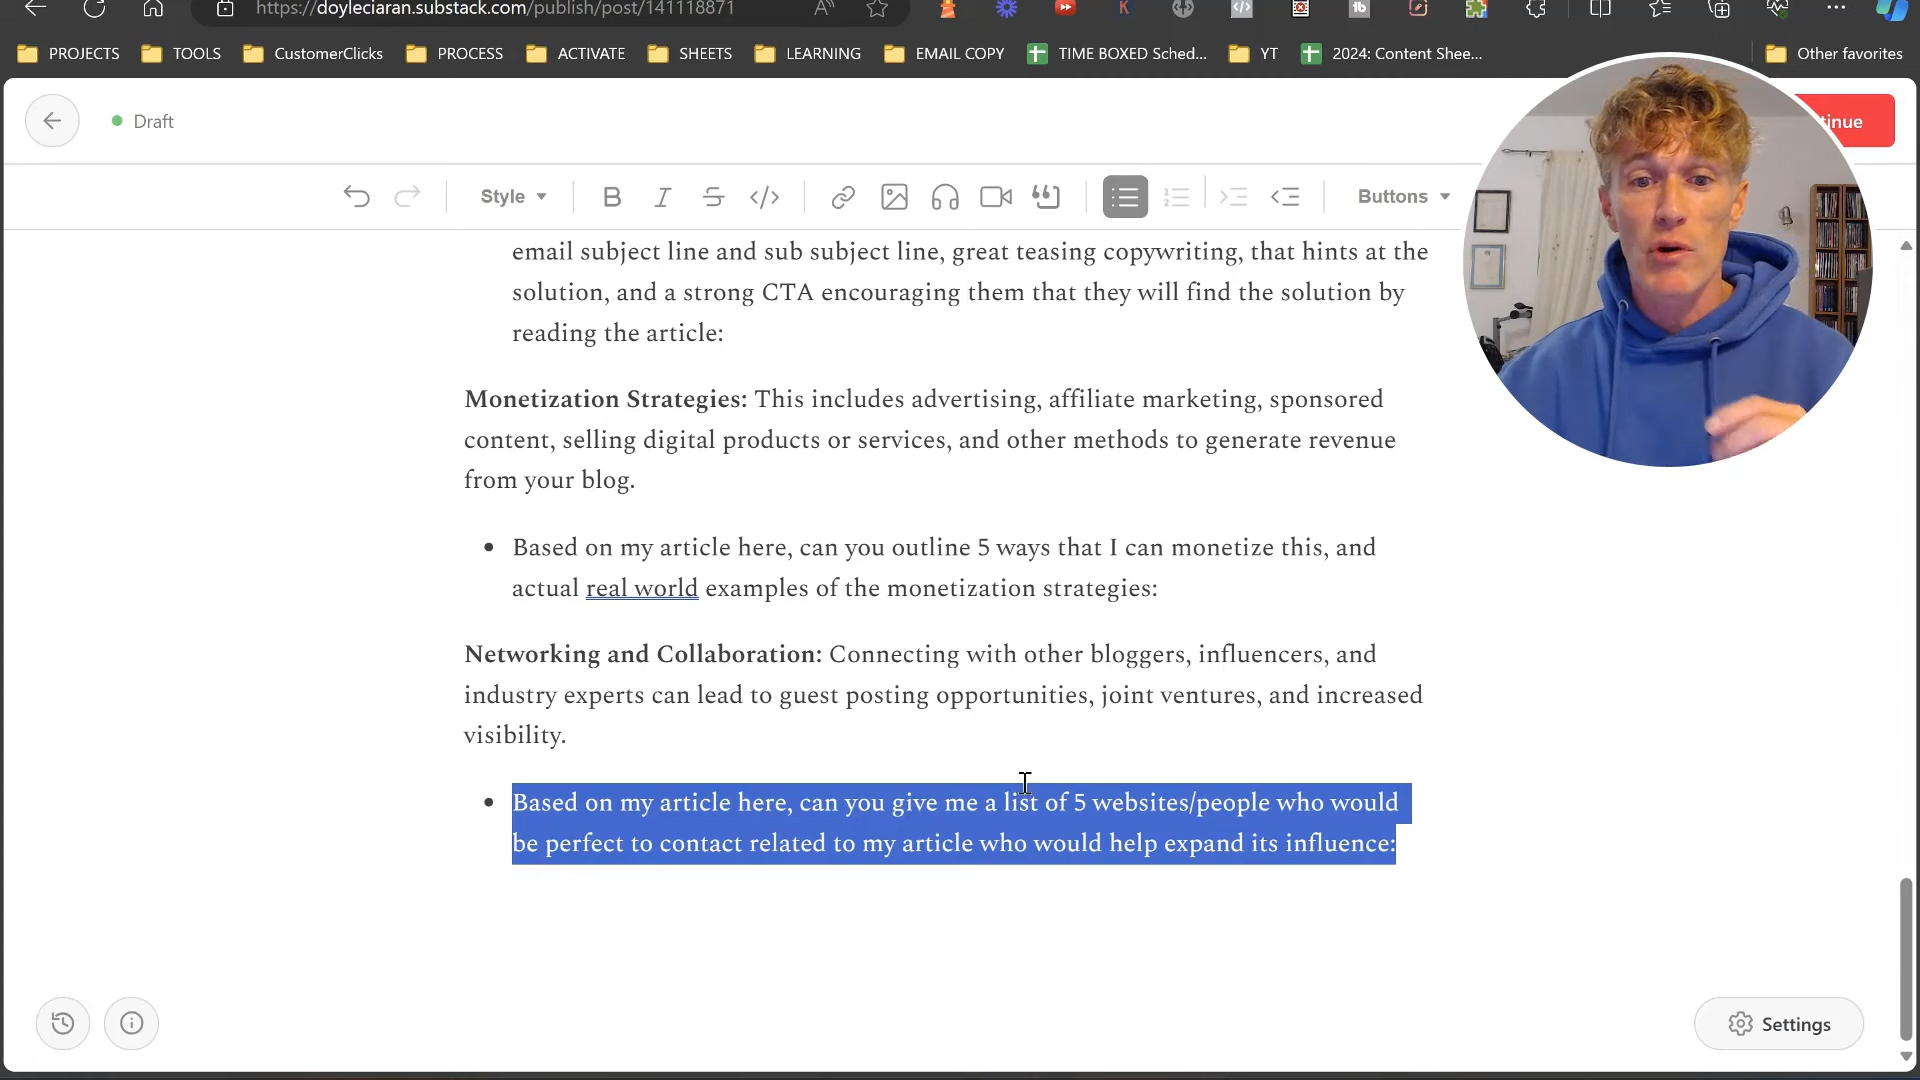 https://doyleciaran.substack.com/publish/post/141118871
PROJECTS TOOLS CustomerClicks PROCESS ACTIVATE SHEETS LEARNING EMAIL COPY TIME BOXED Sched... YT 2024: Content Shee... Other favorites
Draft
tinue
Style B I S </> Buttons
email subject line and sub subject line, great teasing copywriting, that hints at the
solution, and a strong CTA encouraging them that they will find the solution by
reading the article:
Monetization Strategies: This includes advertising, affiliate marketing, sponsored
content, selling digital products or services, and other methods to generate revenue
from your blog.
• Based on my article here, can you outline 5 ways that I can monetize this, and
actual real world examples of the monetization strategies:
Networking and Collaboration: Connecting with other bloggers, influencers, and
industry experts can lead to guest posting opportunities, joint ventures, and increased
visibility.
• Based on my article here, can you give me a list of 5 websites/people who would
be perfect to contact related to my article who would help expand its influence:
Settings